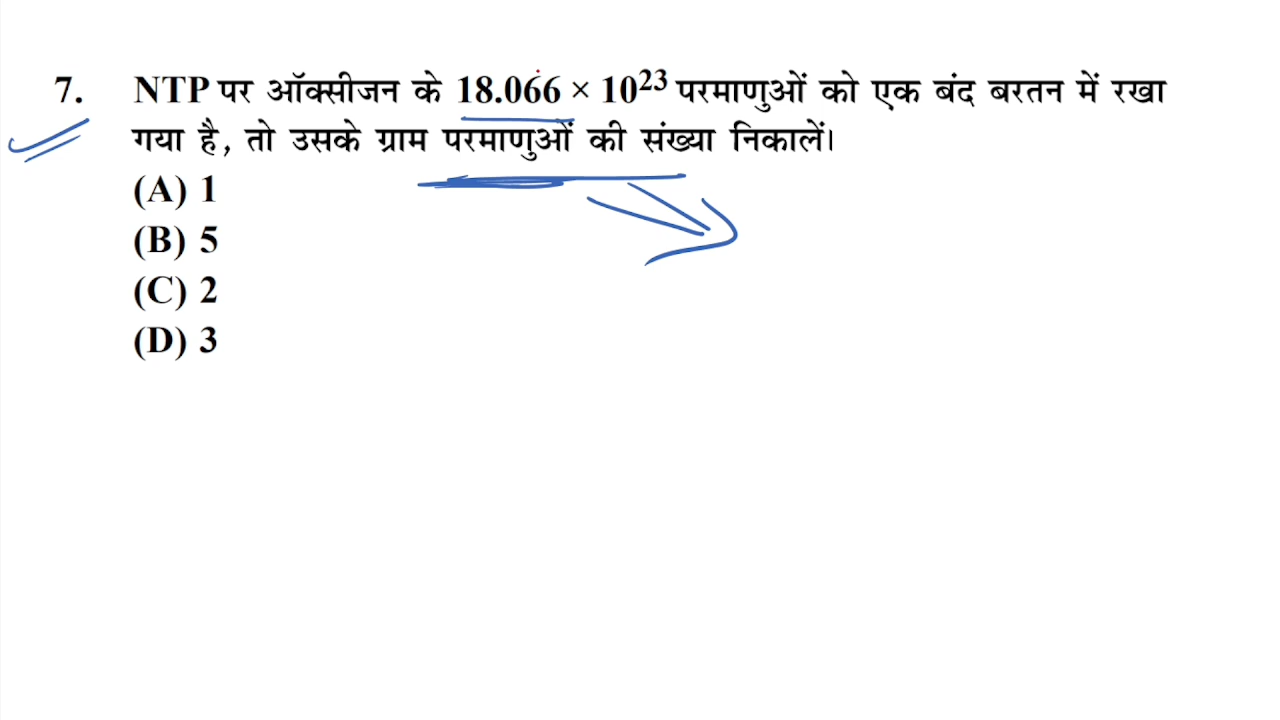 7. NTP पर ऑक्सीजन के 18.066 × 10²³ परमाणुओं को एक बंद बरतन में रखा
गया है, तो उसके ग्राम परमाणुओं की संख्या निकालें।
(A) 1
(B) 5
(C) 2
(D) 3